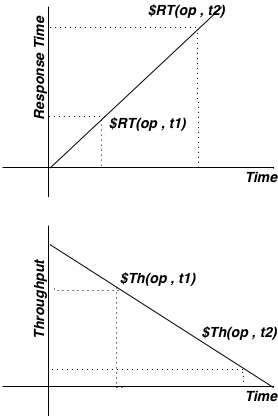 $RT(op , t2)
Response Time
$RT(op , t1)
Time
Throughput
$Th(op , t1)
$Th(op , t2)
Time